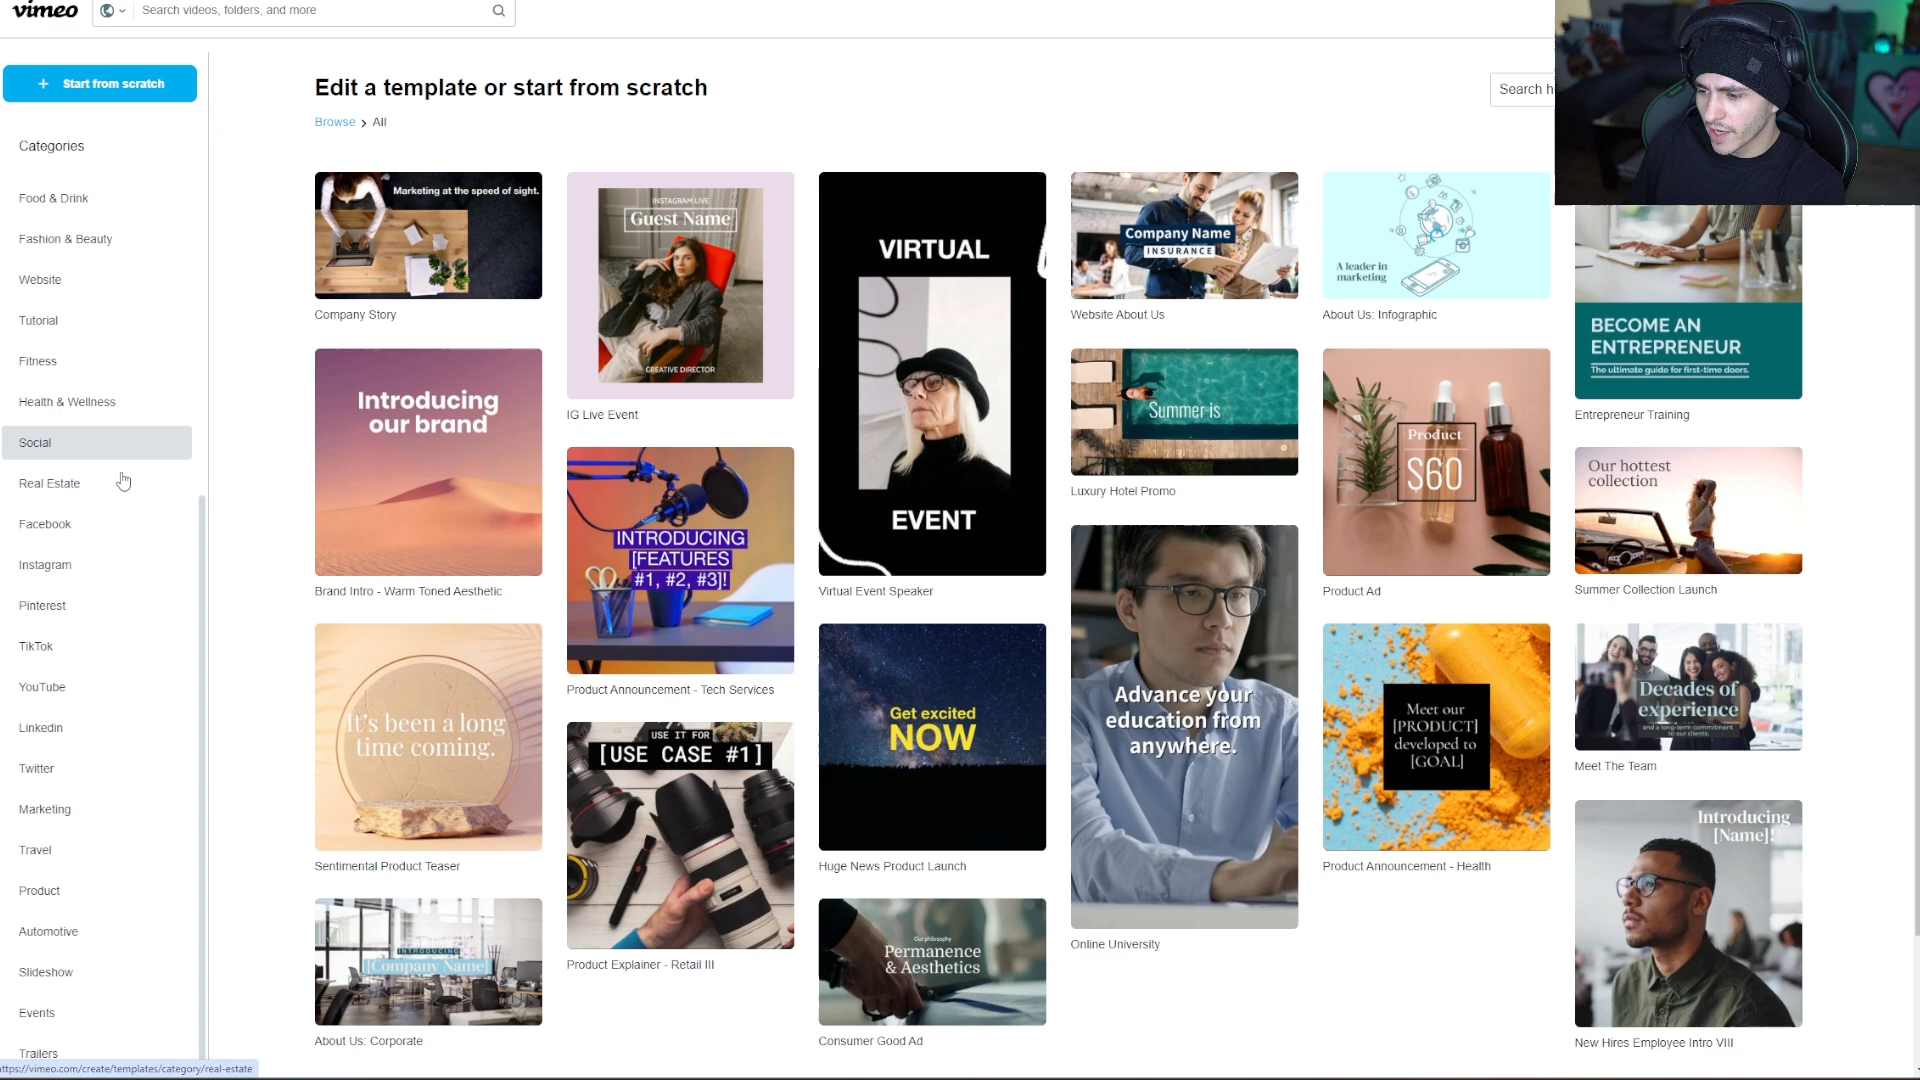 vimeo
Search videos, folders, and more
Start from scratch
Categories
Food & Drink
Fashion & Beauty
Website
Tutorial
Fitness
Health & Wellness
Social
Real Estate
Facebook
Instagram
Pinterest
TikTok
YouTube
Linkedin
Twitter
Marketing
Travel
Product
Automotive
Slideshow
Events
Trailers
ttps://vimeo.com/create/templates/category/real-estate
Edit a template or start from scratch
Search h
Browse > All
Marketing at the speed of sight.
Company Story
Introducing
our brand
Brand Intro - Warm Toned Aesthetic
It's been a long
time coming.
Sentimental Product Teaser
INTRODUCING
[Company Name]
About Us: Corporate
INSTAGRAM LIVE
Guest Name
CREATIVE DIRECTOR
IG Live Event
INTRODUCING
[FEATURES
#1, #2, #3]!
Product Announcement - Tech Services
USE IT FOR
[USE CASE #1]
Product Explainer - Retail III
VIRTUAL
EVENT
Virtual Event Speaker
Get excited
NOW
Huge News Product Launch
Our philosophy
Permanence
& Aesthetics
Consumer Good Ad
Company Name
INSURANCE
Website About Us
Summer is
Luxury Hotel Promo
Advance your
education from
anywhere.
Online University
A leader in
marketing
About Us: Infographic
Product
$60
Product Ad
Meet our
[PRODUCT]
developed to
[GOAL]
Product Announcement - Health
BECOME AN
ENTREPRENEUR
The ultimate guide for first-time doers.
Entrepreneur Training
Our hottest
collection
Summer Collection Launch
Decades of
experience
and a long-term commitment
to our clients.
Meet The Team
Introducing
[Name]!
New Hires Employee Intro VIII